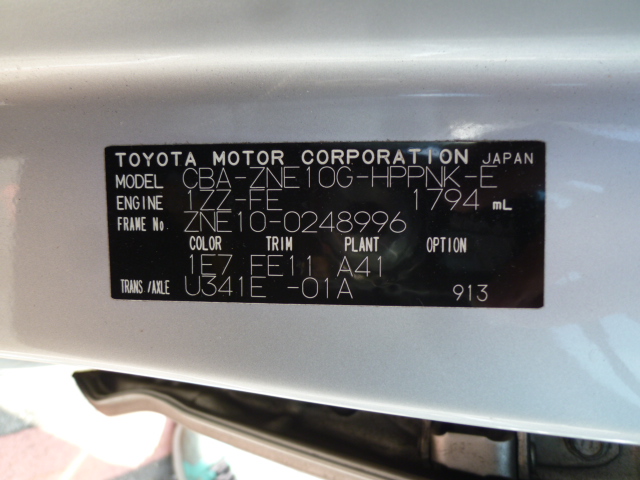 TOYOTA MOTOR CORPORATION JAPAN
MODEL CBA-ZNE10G-HPPNK-E
ENGINE 1ZZ-FE 1794 mL
FRAME No. ZNE10-0248996
COLOR TRIM PLANT OPTION
1E7 FE11 A41
TRANS./AXLE U341E -01A 913